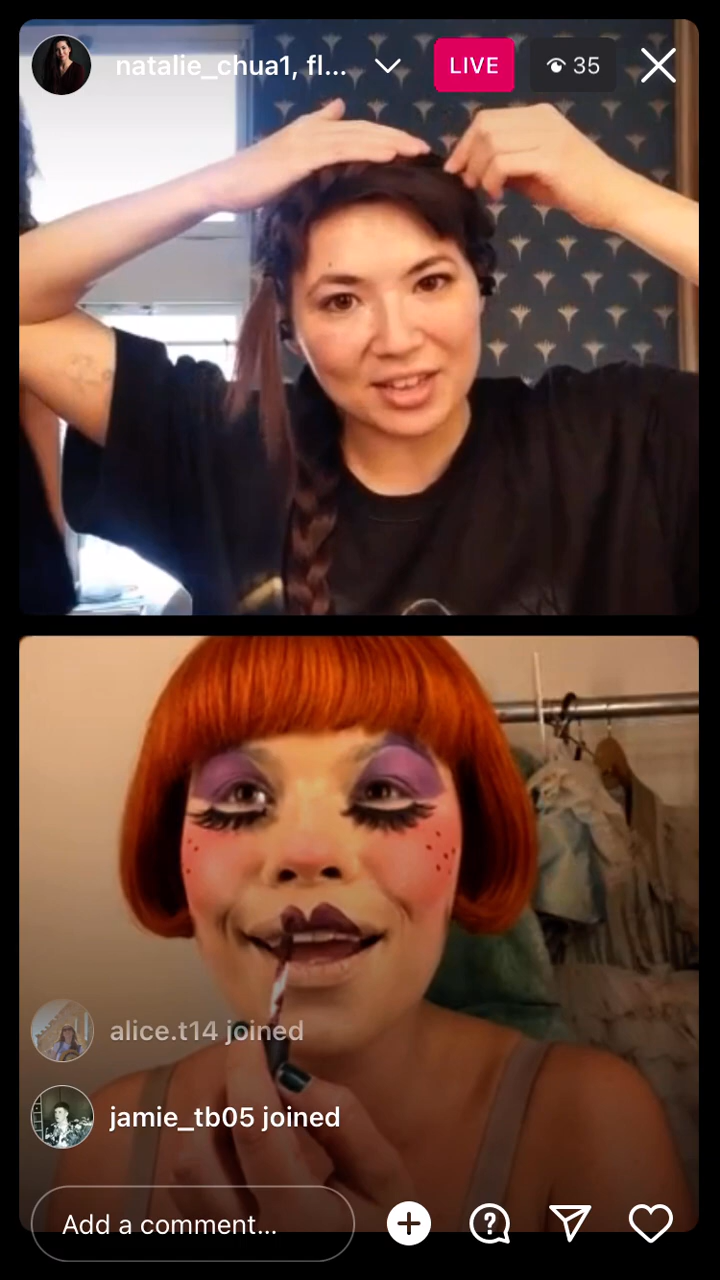 natalie_chua1, fl...
LIVE
35
alice.t14 joined
jamie_tb05 joined
Add a comment...